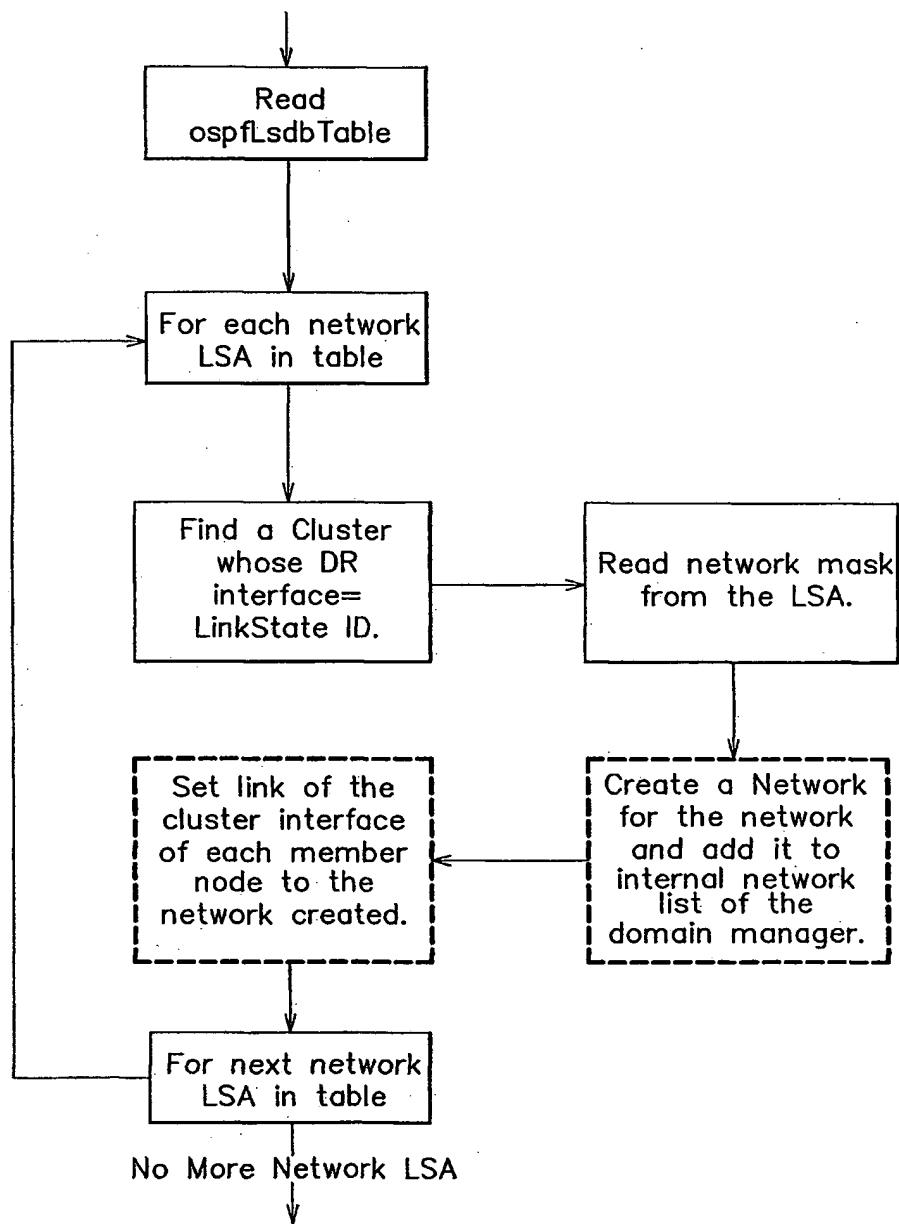 Read
ospfLsdbTable
For each network
LSA in table
Find a Cluster
whose DR
interface=
LinkState ID.
Read network mask
from the LSA.
Create a Network
for the network
and add it to
internal network
list of the
domain manager.
Set link of the
cluster interface
of each member
node to the
network created.
For next network
LSA in table
No More Network LSA